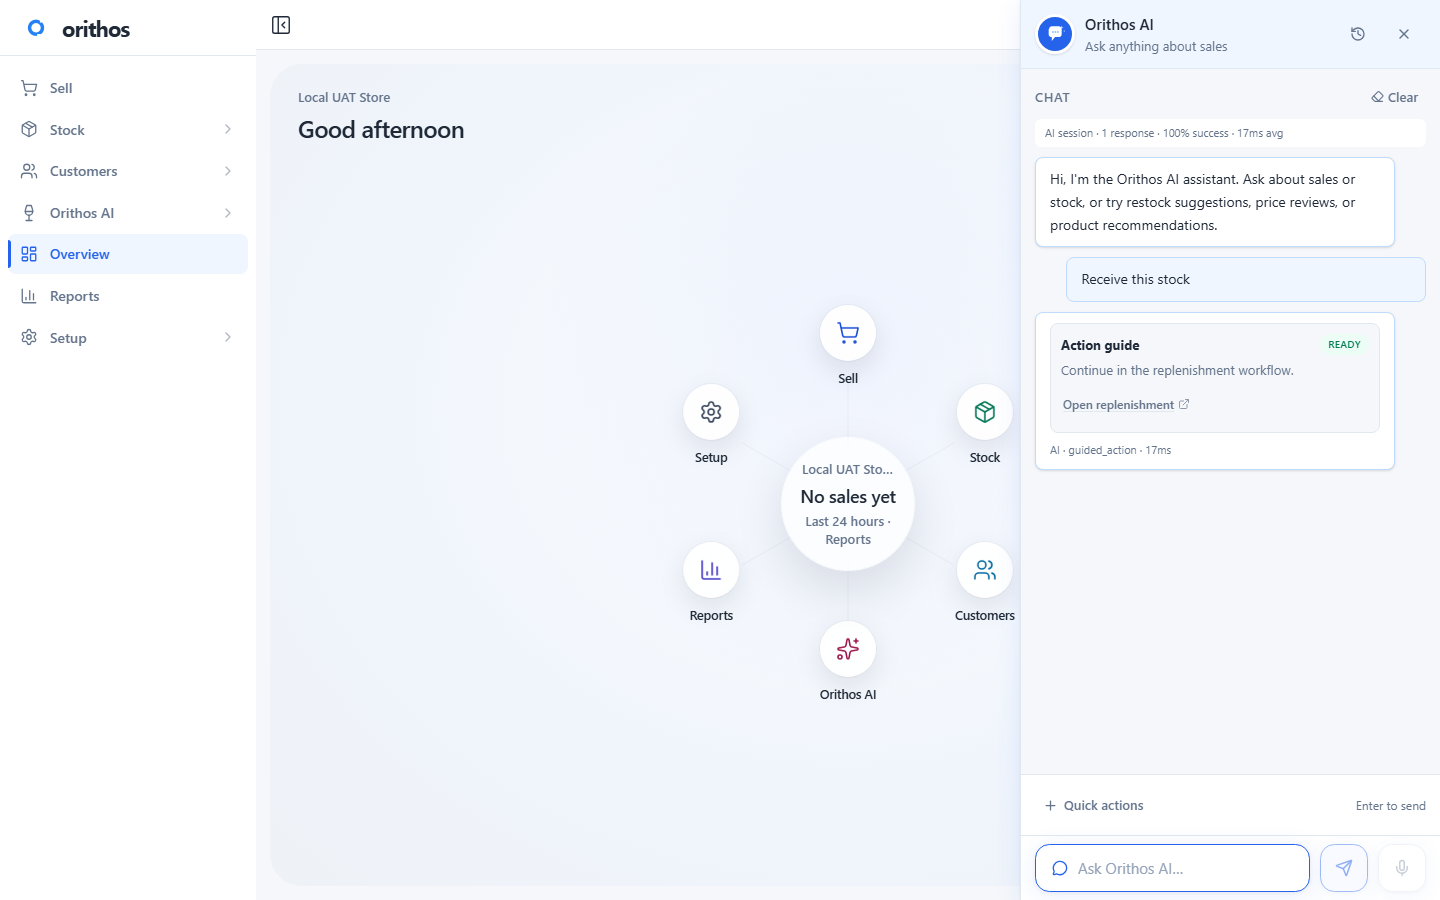 orithos
Sell
Stock
Customers
Orithos AI
Overview
Reports
Setup
Local UAT Store
Good afternoon
Sell
Setup
Stock
Local UAT Sto...
No sales yet
Last 24 hours ·
Reports
Reports
Customers
Orithos AI
Orithos AI
Ask anything about sales
CHAT
Clear
AI session · 1 response · 100% success · 17ms avg
Hi, I'm the Orithos AI assistant. Ask about sales or
stock, or try restock suggestions, price reviews, or
product recommendations.
Receive this stock
Action guide
READY
Continue in the replenishment workflow.
Open replenishment
AI · guided_action · 17ms
Quick actions
Enter to send
Ask Orithos AI...